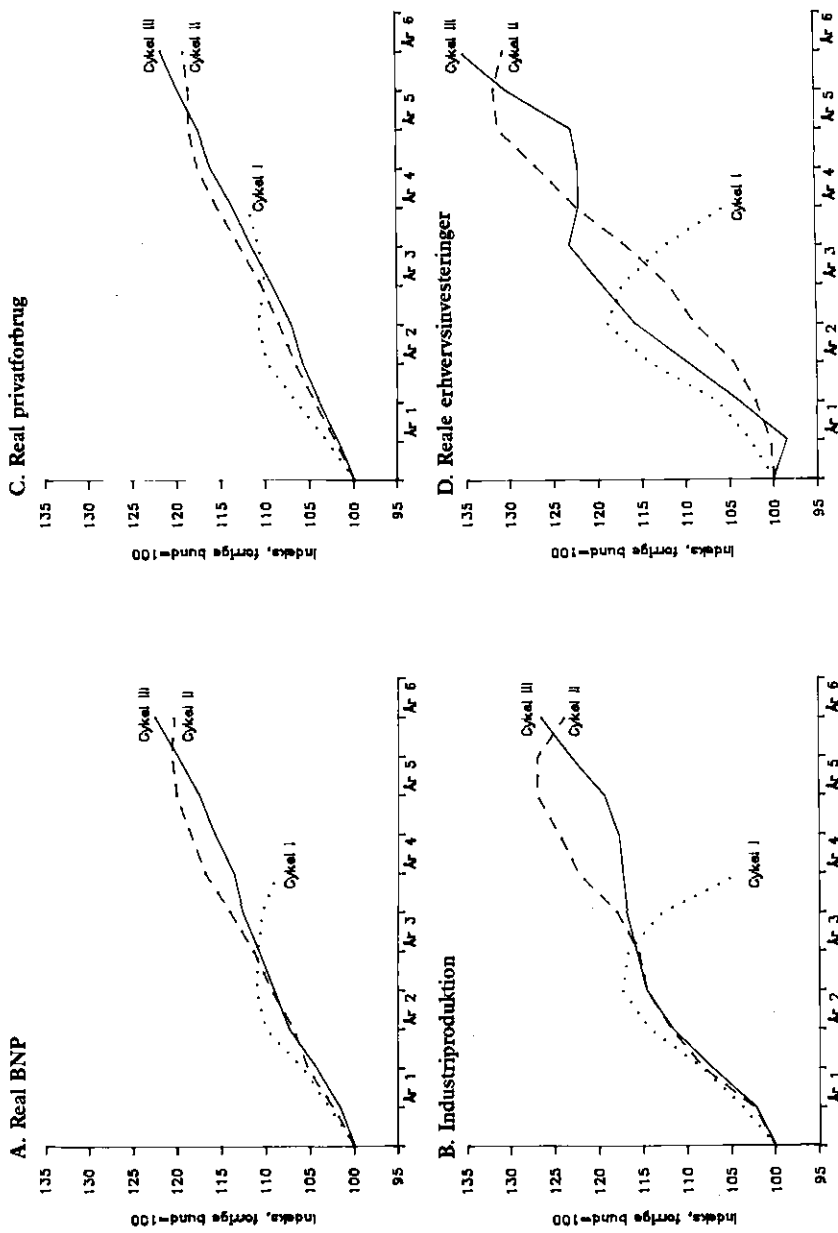 A. Real BNP
Indeks, forrige bund=100
135
130
125
120
115
110
105
100
95
År 1
År 2
År 3
År 4
År 5
År 6
Cykel I
Cykel II
Cykel III
C. Real privatforbrug
Indeks, forrige bund=100
135
130
125
120
115
110
105
100
95
År 1
År 2
År 3
År 4
År 5
År 6
Cykel I
Cykel II
Cykel III
B. Industriproduktion
Indeks, forrige bund=100
135
130
125
120
115
110
105
100
95
År 1
År 2
År 3
År 4
År 5
År 6
Cykel I
Cykel II
Cykel III
D. Reale erhvervsinvesteringer
Indeks, forrige bund=100
135
130
125
120
115
110
105
100
95
År 1
År 2
År 3
År 4
År 5
År 6
Cykel I
Cykel II
Cykel III